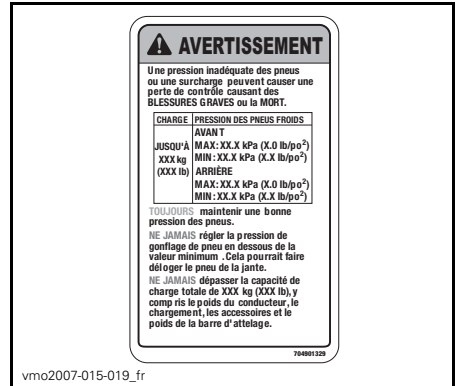 AVERTISSEMENT
Une pression inadéquate des pneus
ou une surcharge peuvent causer une
perte de contrôle causant des
BLESSURES GRAVES ou la MORT.
CHARGE PRESSION DES PNEUS FROIDS
JUSQU'À
XXX kg
(XXX lb)
AVANT
MAX: XX.X kPa (X.0 lb/po²)
MIN: XX.X kPa (X.X lb/po²)
ARRIÈRE
MAX: XX.X kPa (X.0 lb/po²)
MIN: XX.X kPa (X.X lb/po²)
TOUJOURS maintenir une bonne
pression des pneus.
NE JAMAIS régler la pression de
gonflage de pneu en dessous de la
valeur minimum . Cela pourrait faire
déloger le pneu de la jante.
NE JAMAIS dépasser la capacité de
charge totale de XXX kg (XXX lb), y
comp ris le poids du conducteur, le
chargement, les accessoires et le
poids de la barre d'attelage.
704901329
vmo2007-015-019_fr